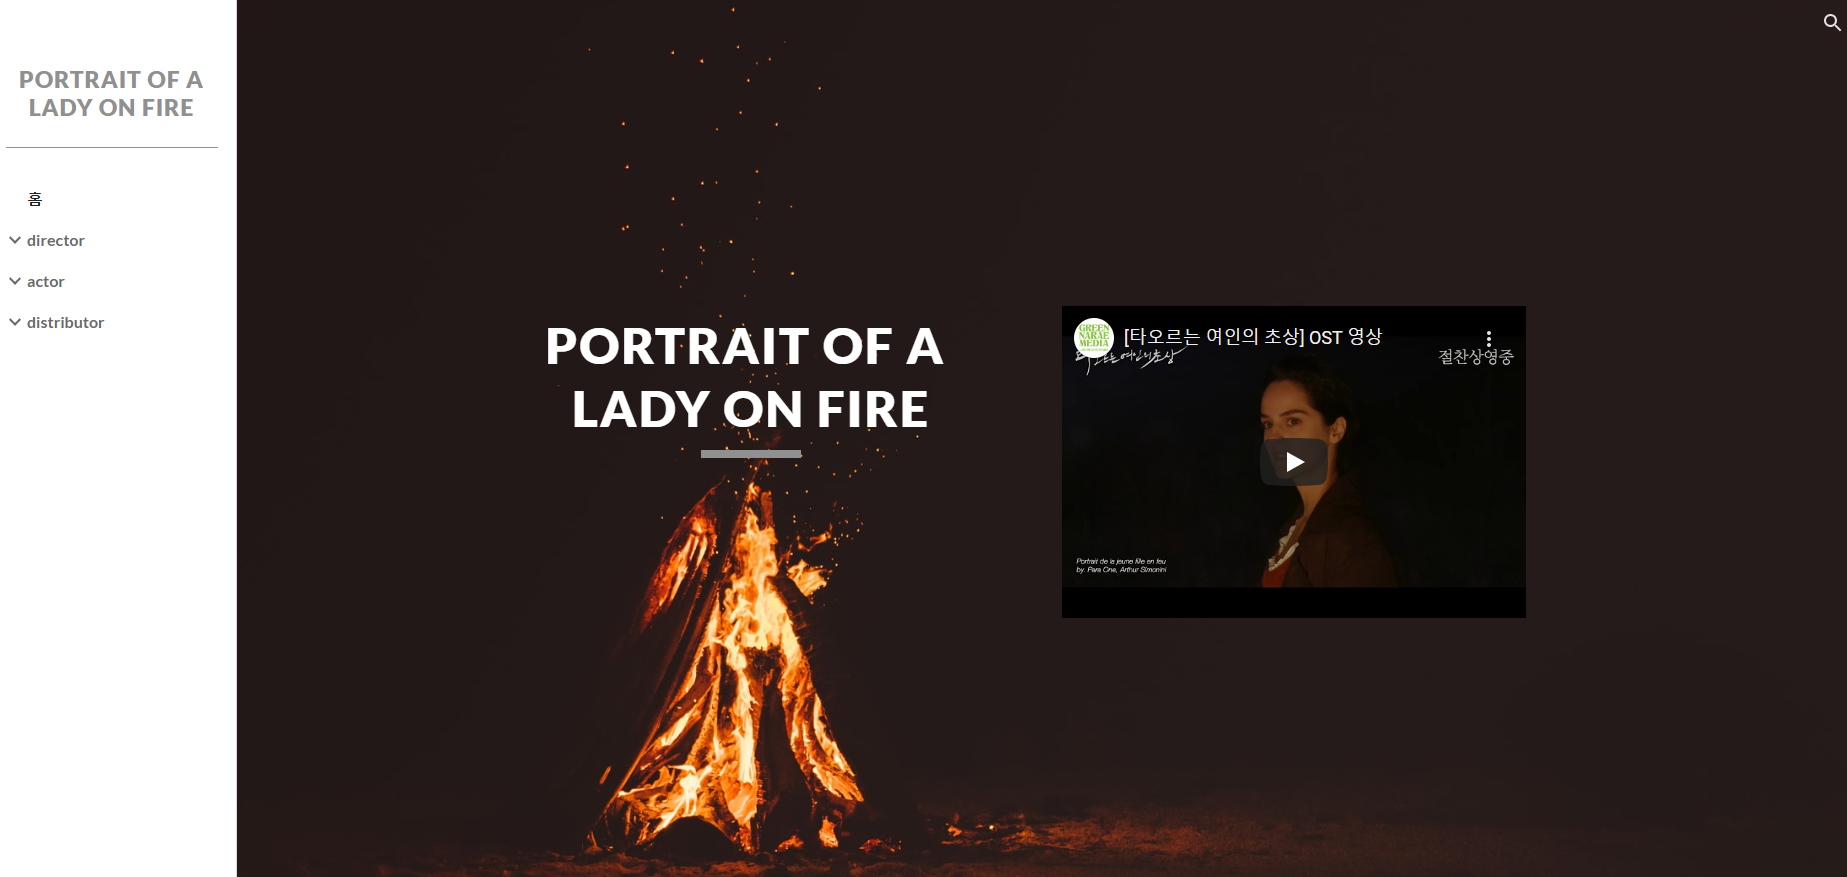 PORTRAIT OF A
LADY ON FIRE
홈
director
actor
distributor
PORTRAIT OF A
LADY ON FIRE
GREEN
NARAE
MEDIA
[타오르는 여인의 초상] OST 영상
타오르는 여인의 초상
절찬상영중
Portrait de la jeune fille en feu
by. Para One, Arthur Simonini